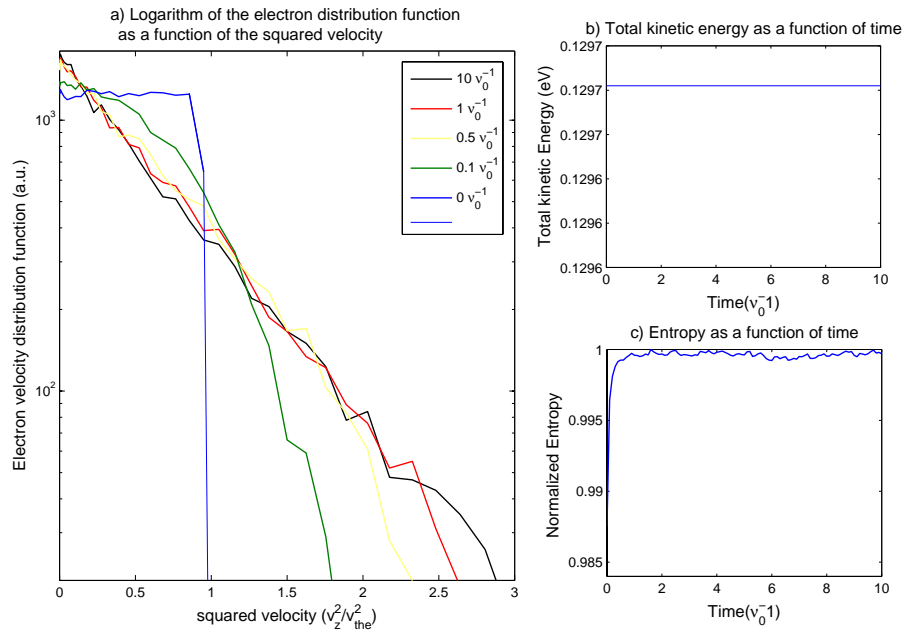 a) Logarithm of the electron distribution function
as a function of the squared velocity
Electron velocity distribution function (a.u.)
10³
10²
10 ν₀⁻¹
1 ν₀⁻¹
0.5 ν₀⁻¹
0.1 ν₀⁻¹
0 ν₀⁻¹
0 0.5 1 1.5 2 2.5 3
squared velocity (v_z²/v_the²)
b) Total kinetic energy as a function of time
Total kinetic Energy (eV)
0.1297
0.1297
0.1297
0.1296
0.1296
0.1296
0 2 4 6 8 10
Time(ν₀⁻1)
c) Entropy as a function of time
Normalized Entropy
1
0.995
0.99
0.985
0 2 4 6 8 10
Time(ν₀⁻1)